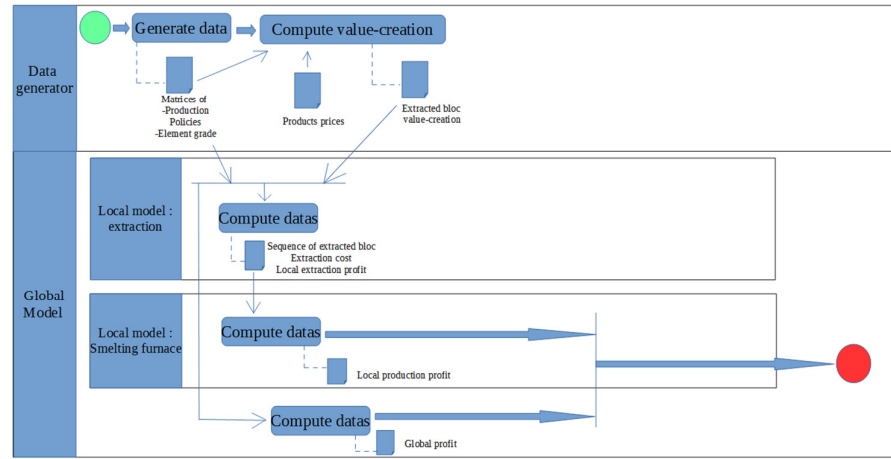 Data
generator
Generate data
Compute value-creation
Matrices of
-Production
Policies
-Element grade
Products prices
Extracted bloc
value-creation
Global
Model
Local model :
extraction
Compute datas
Sequence of extracted bloc
Extraction cost
Local extraction profit
Local model :
Smelting furnace
Compute datas
Local production profit
Compute datas
Global profit